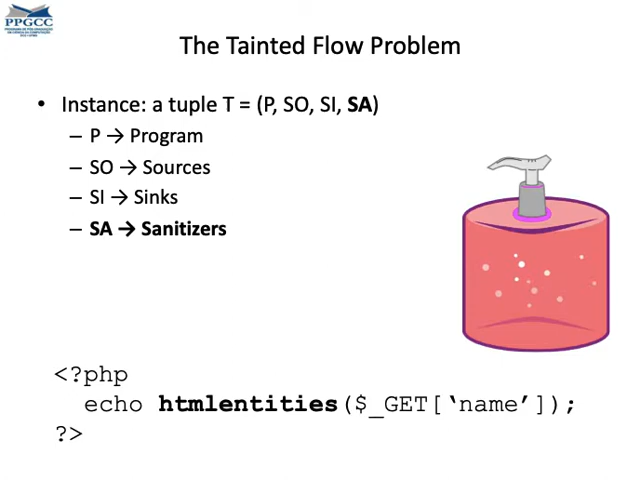 PPGCC
The Tainted Flow Problem
• Instance: a tuple T = (P, SO, SI, SA)
– P → Program
– SO → Sources
– SI → Sinks
– SA → Sanitizers
<?php
echo htmlentities($_GET[‘name’]);
?>